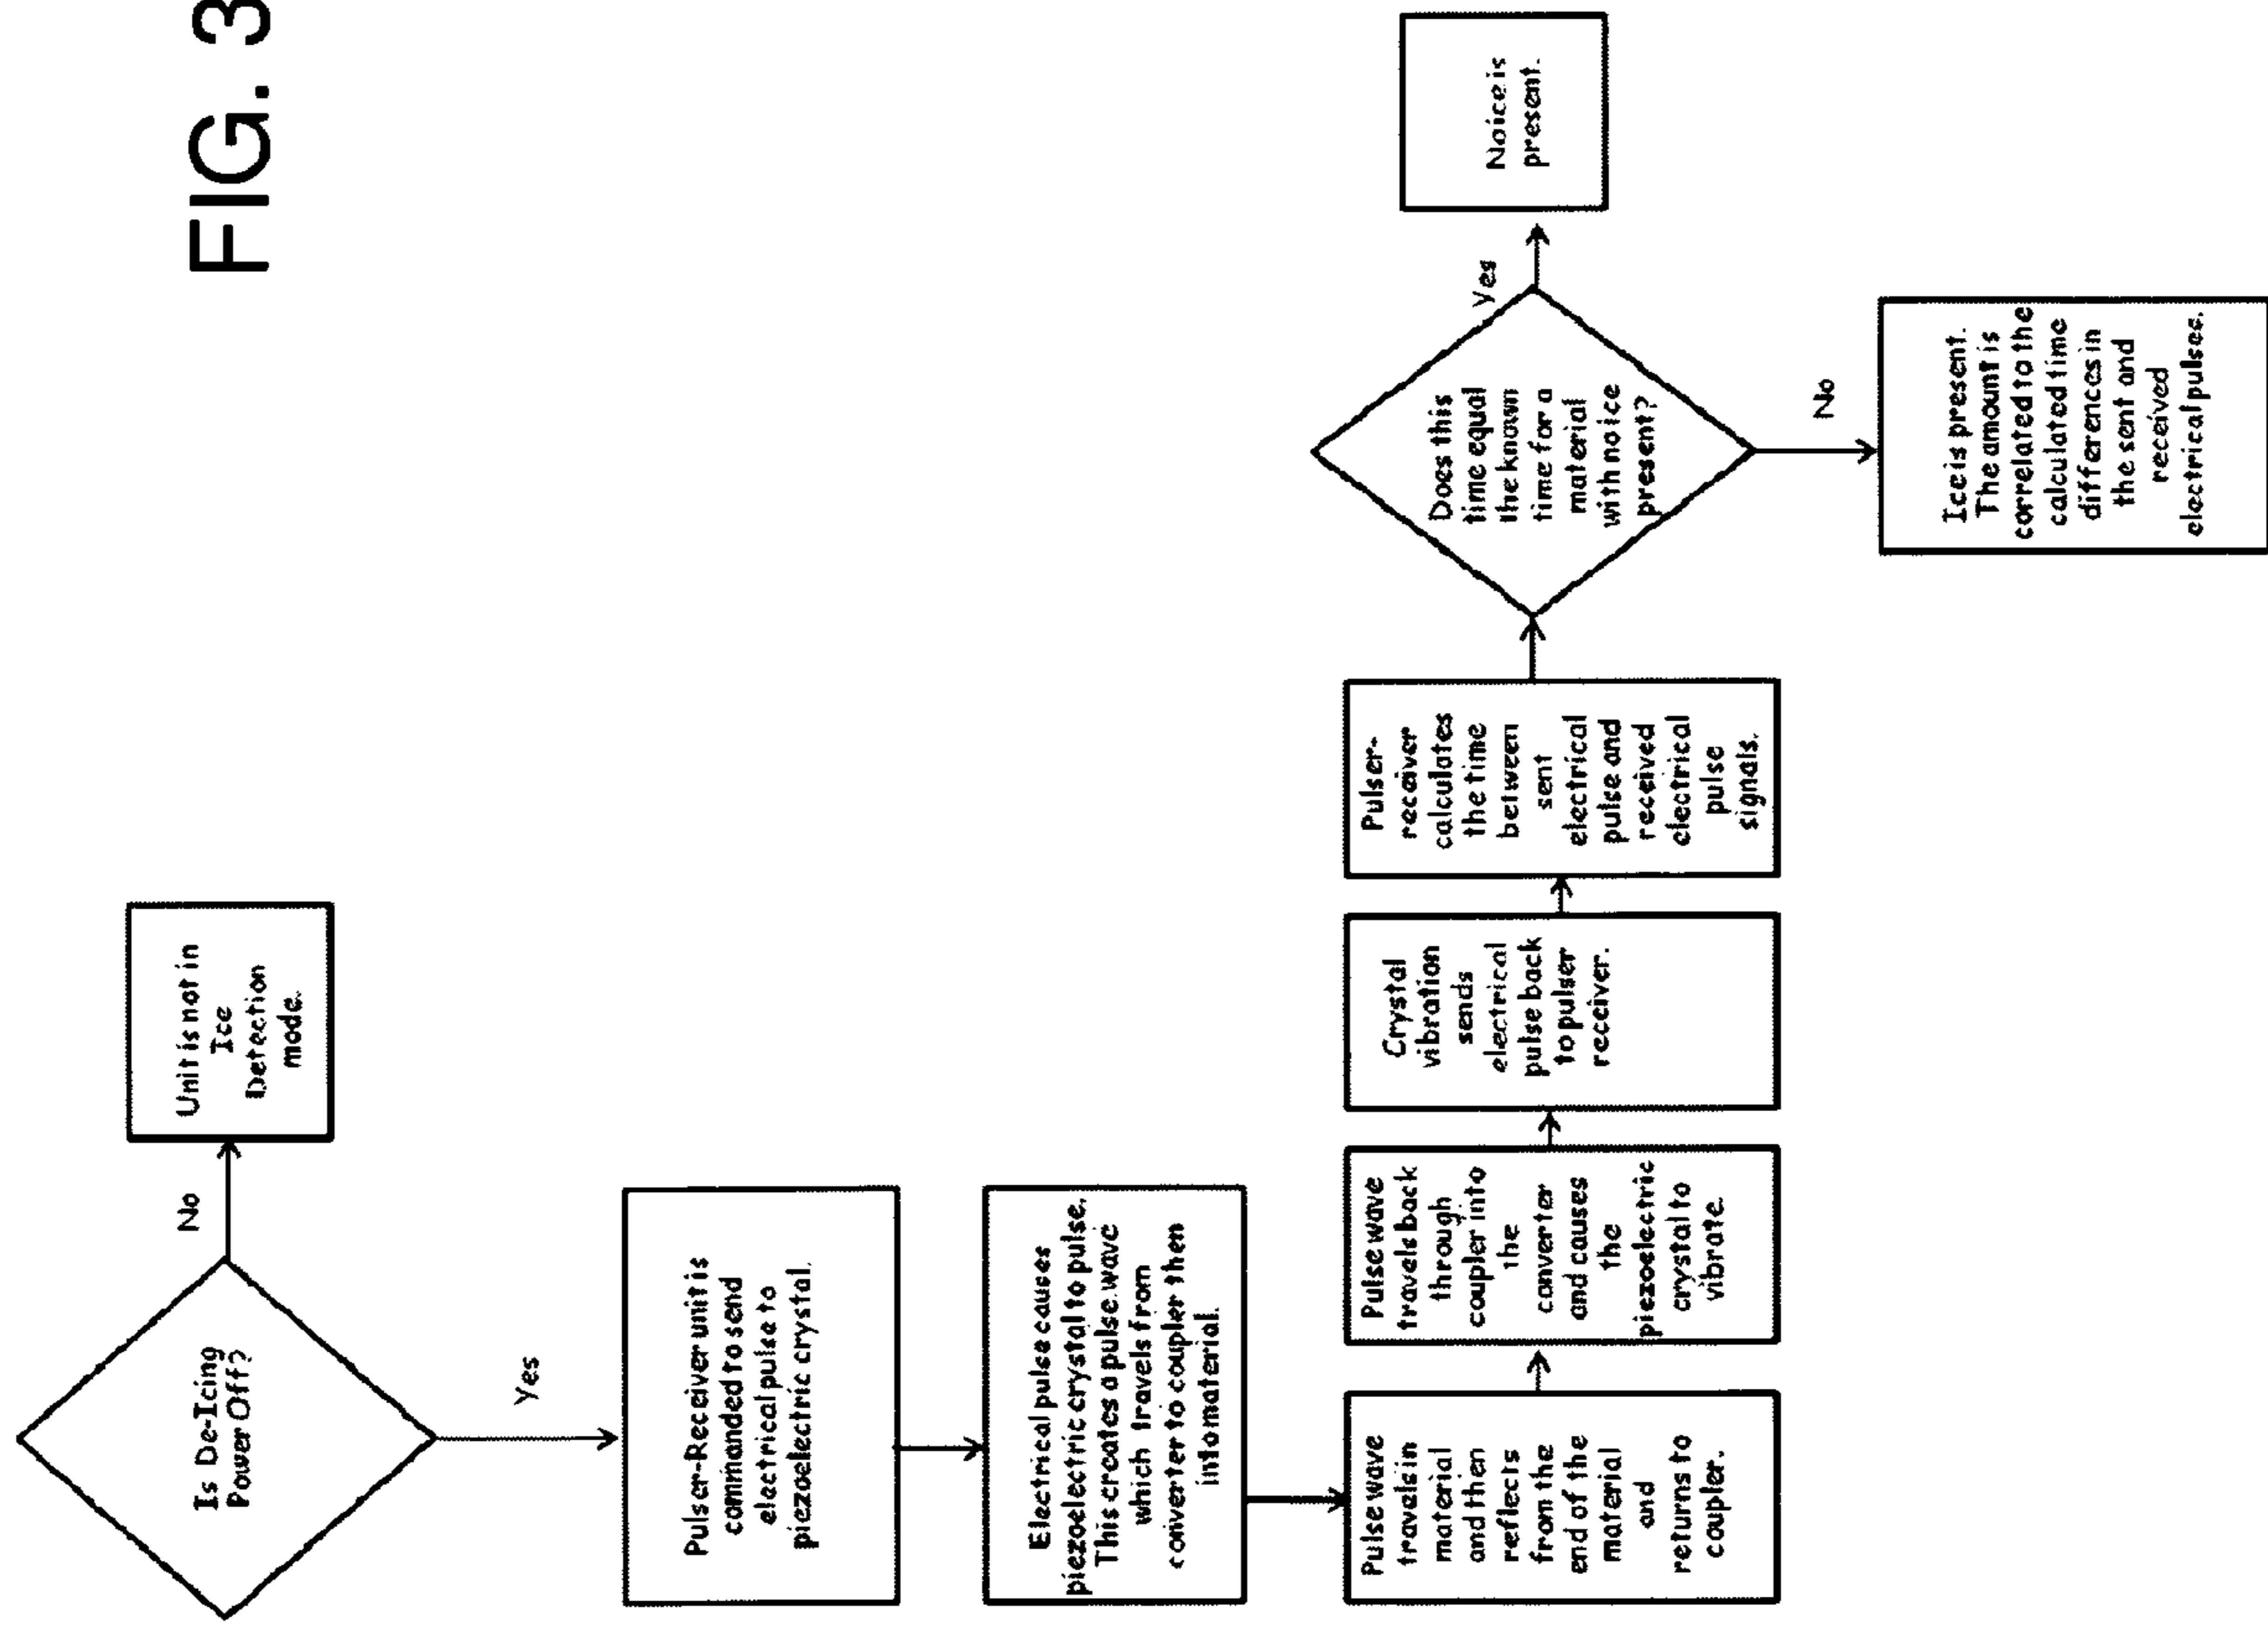 FIG. 3
Is De-Icing
Power Off?
No
Unit is not in
Ice
Detection
mode.
Yes
Pulser-Receiver unit is
commanded to send
electrical pulse to
piezoelectric crystal.
Electrical pulse causes
piezoelectric crystal to pulse.
This creates a pulse wave
which travels from
converter to coupler then
into material.
Pulse wave
travels in
material
and then
reflects
from the
end of the
material
and
returns to
coupler.
Pulse wave
travels back
through
coupler into
the
converter
and causes
the
piezoelectric
crystal to
vibrate.
Crystal
vibration
sends
electrical
pulse back
to pulser
receiver.
Pulser-
receiver
calculates
the time
between
sent
electrical
pulse and
received
electrical
pulse
signals.
Does this
time equal
the known
time for a
material
with no ice
present?
Yes
No ice is
present.
No
Ice is present.
The amount is
correlated to the
calculated time
differences in
the sent and
received
electrical pulses.